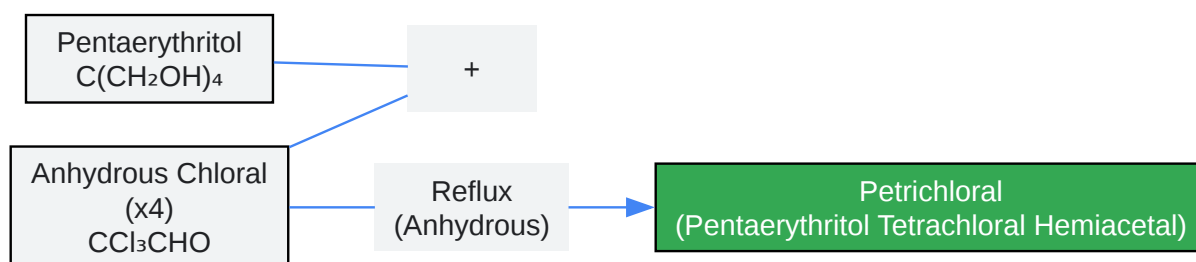 Pentaerythritol
C(CH₂OH)₄
+
Anhydrous Chloral
(x4)
CCl₃CHO
Reflux
(Anhydrous)
Petrichloral
(Pentaerythritol Tetrachloral Hemiacetal)